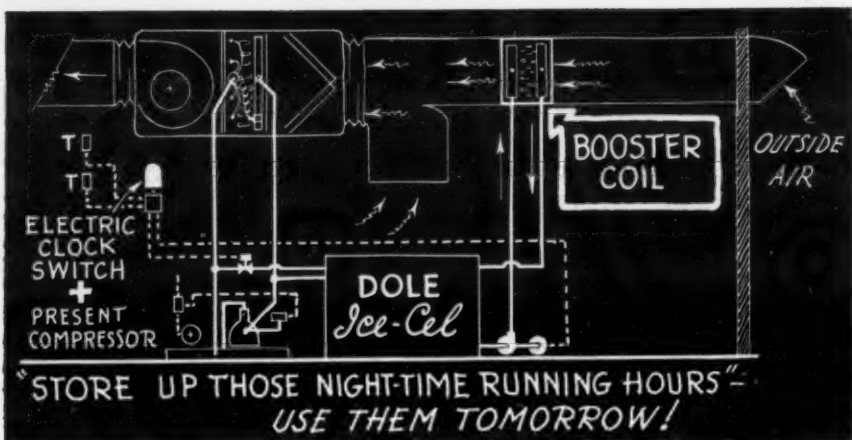 T
T
ELECTRIC
CLOCK
SWITCH
+
PRESENT
COMPRESSOR
BOOSTER
COIL
OUTSIDE
AIR
DOLE
Ice-Cel
"STORE UP THOSE NIGHT-TIME RUNNING HOURS"–
USE THEM TOMORROW!